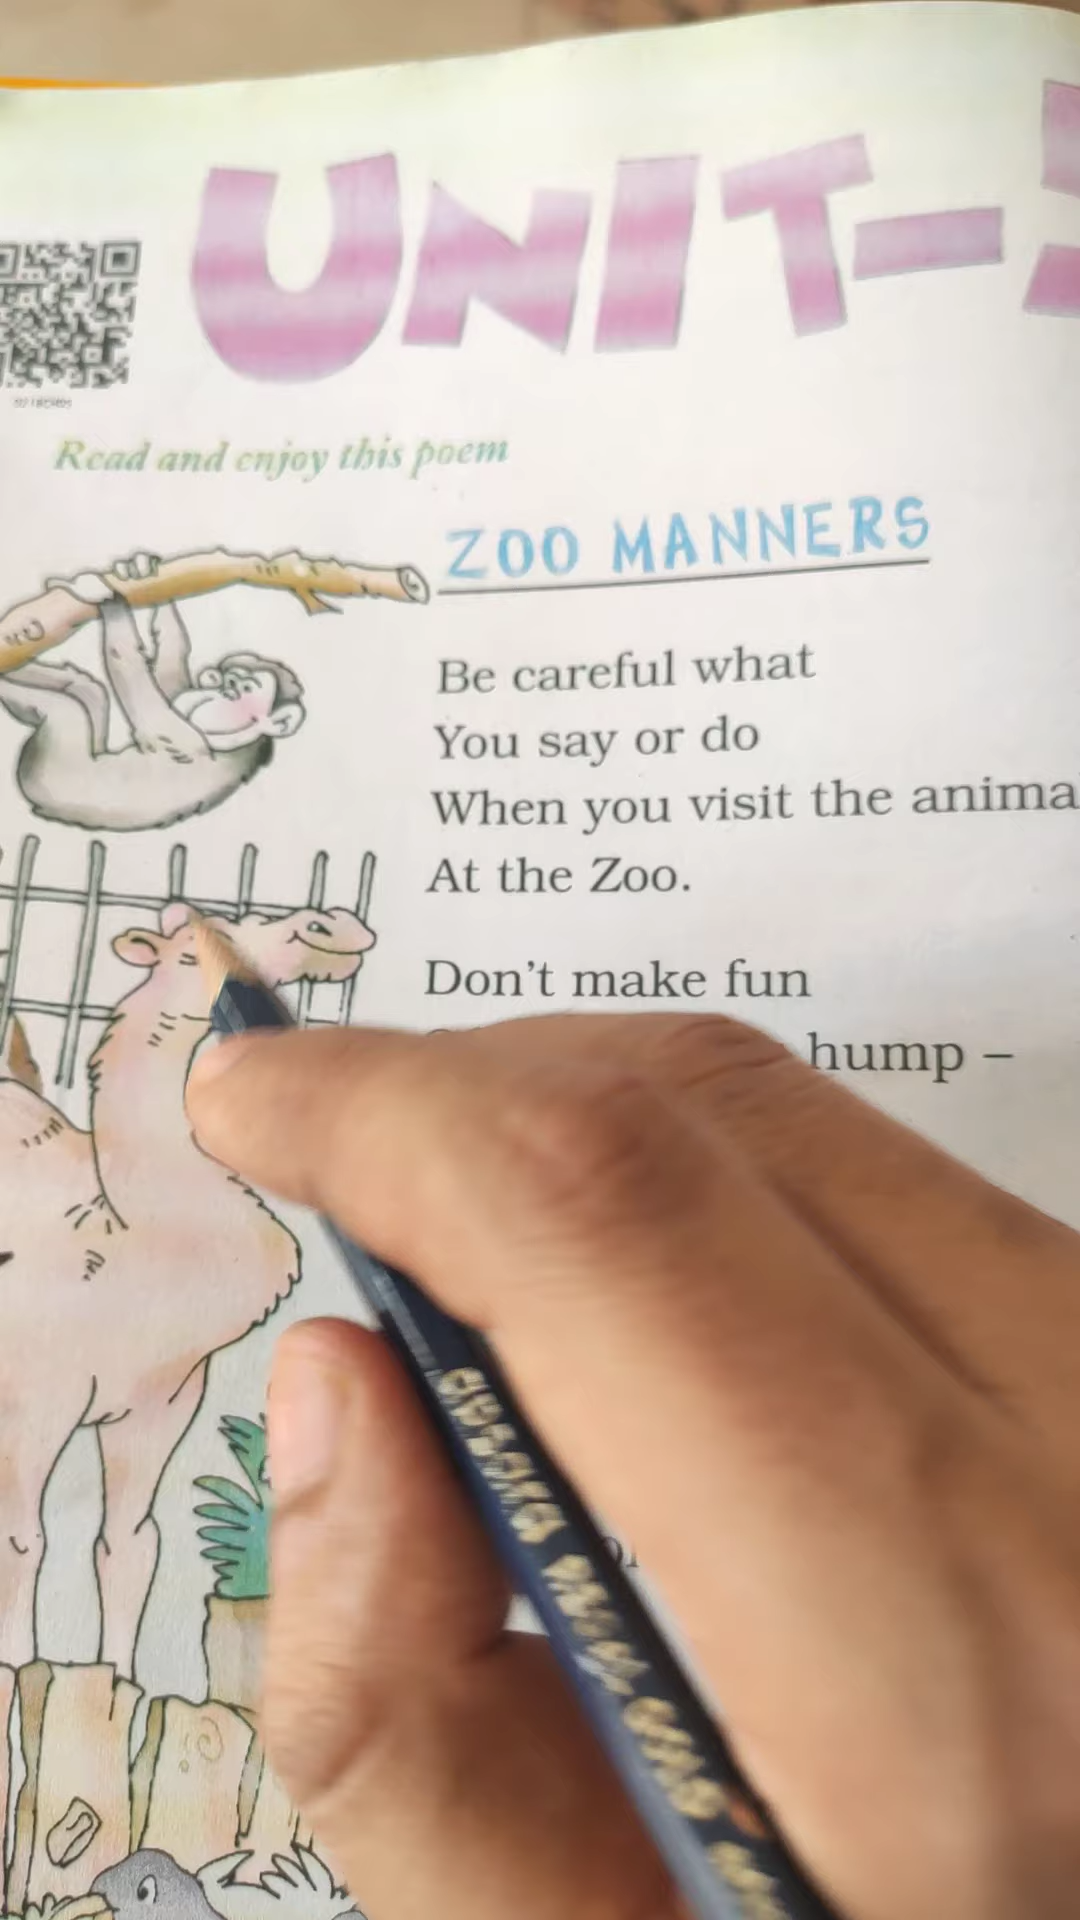 UNIT-
Read and enjoy this poem
ZOO MANNERS
Be careful what
You say or do
When you visit the anima
At the Zoo.
Don't make fun
hump –